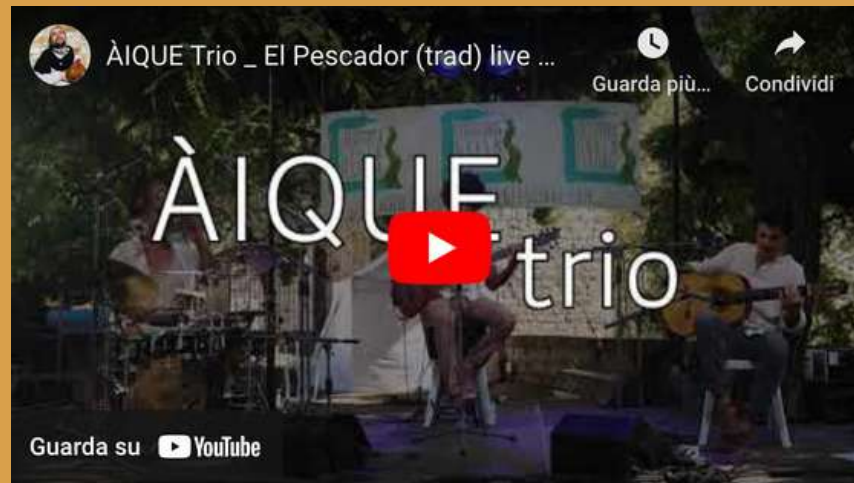 ÀIQUE Trio _ El Pescador (trad) live ...
Guarda più...
Condividi
ÀIQUE
trio
Guarda su YouTube